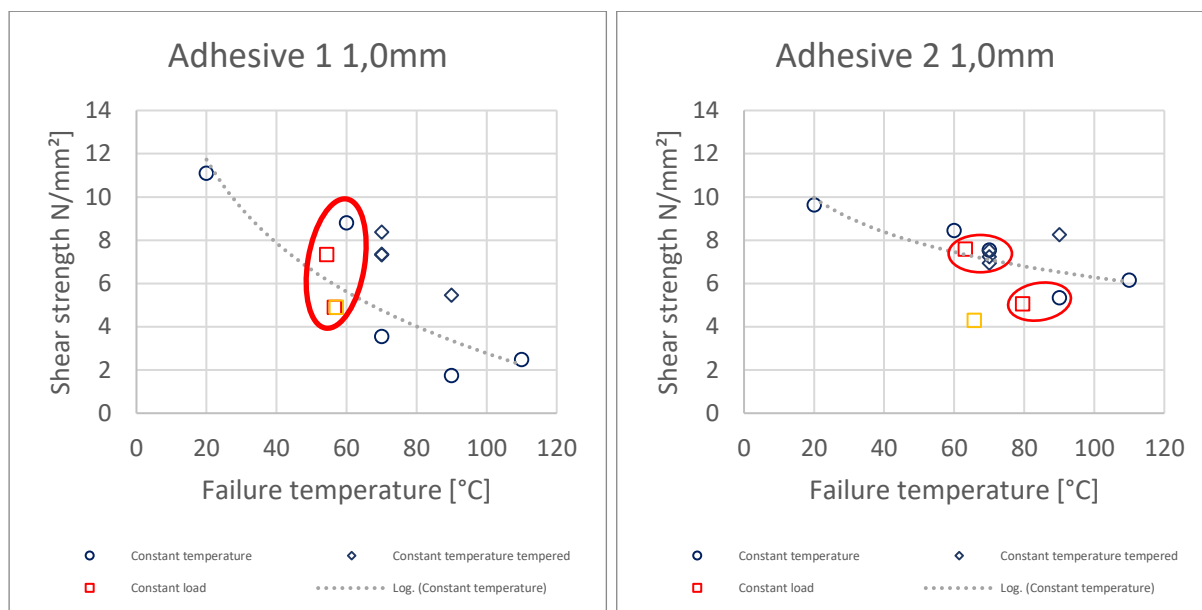 Adhesive 1 1,0mm
Shear strength N/mm²
14
12
10
8
6
4
2
0
0 20 40 60 80 100 120
Failure temperature [°C]
Constant temperature
Constant temperature tempered
Constant load
Log. (Constant temperature)
Adhesive 2 1,0mm
Shear strength N/mm²
14
12
10
8
6
4
2
0
0 20 40 60 80 100 120
Failure temperature [°C]
Constant temperature
Constant temperature tempered
Constant load
Log. (Constant temperature)